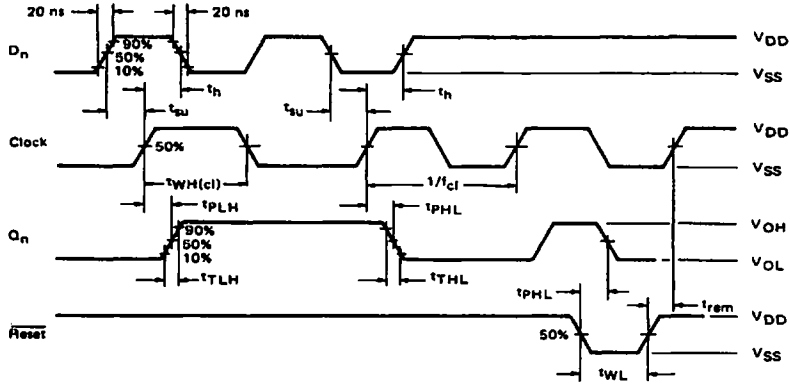 20 ns 20 ns
Dn 90% VDD
50%
10% VSS
th
tsu tsu th
Clock 50% VDD
VSS
tWH(cl) 1/fcl
tPLH tPHL
Qn 90% VOH
50%
10% VOL
tTLH tTHL tPHL trem
Reset VDD
50%
VSS
tWL